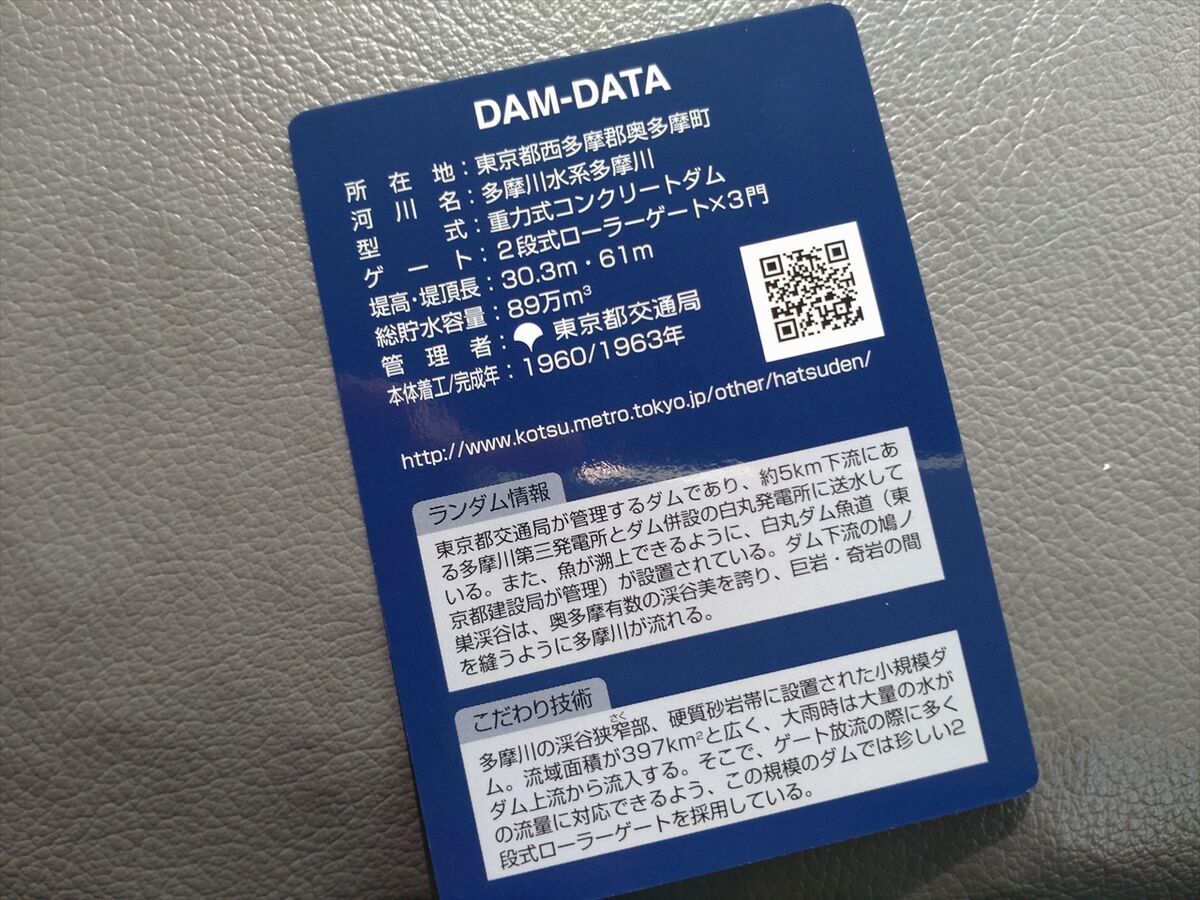 DAM-DATA
所在地：東京都西多摩郡奥多摩町
河川名：多摩川水系多摩川
型式：重力式コンクリートダム
ゲート：2段式ローラーゲート×3門
堤高・堤頂長：30.3m・61m
総貯水容量：89万m³
管理者：東京都交通局
本体着工/完成年：1960/1963年
http://www.kotsu.metro.tokyo.jp/other/hatsuden/
ランダム情報
東京都交通局が管理するダムであり、約5km下流にあ
る多摩川第三発電所とダム併設の白丸発電所に送水して
いる。また、魚が溯上できるように、白丸ダム魚道（東
京都建設局が管理）が設置されている。ダム下流の鳩ノ
巣渓谷は、奥多摩有数の渓谷美を誇り、巨岩・奇岩の間
を縫うように多摩川が流れる。
こだわり技術
さく
多摩川の渓谷狭窄部、硬質砂岩帯に設置された小規模ダ
ム。流域面積が397km²と広く、大雨時は大量の水が
ダム上流から流入する。そこで、ゲート放流の際に多く
の流量に対応できるよう、この規模のダムでは珍しい2
段式ローラーゲートを採用している。